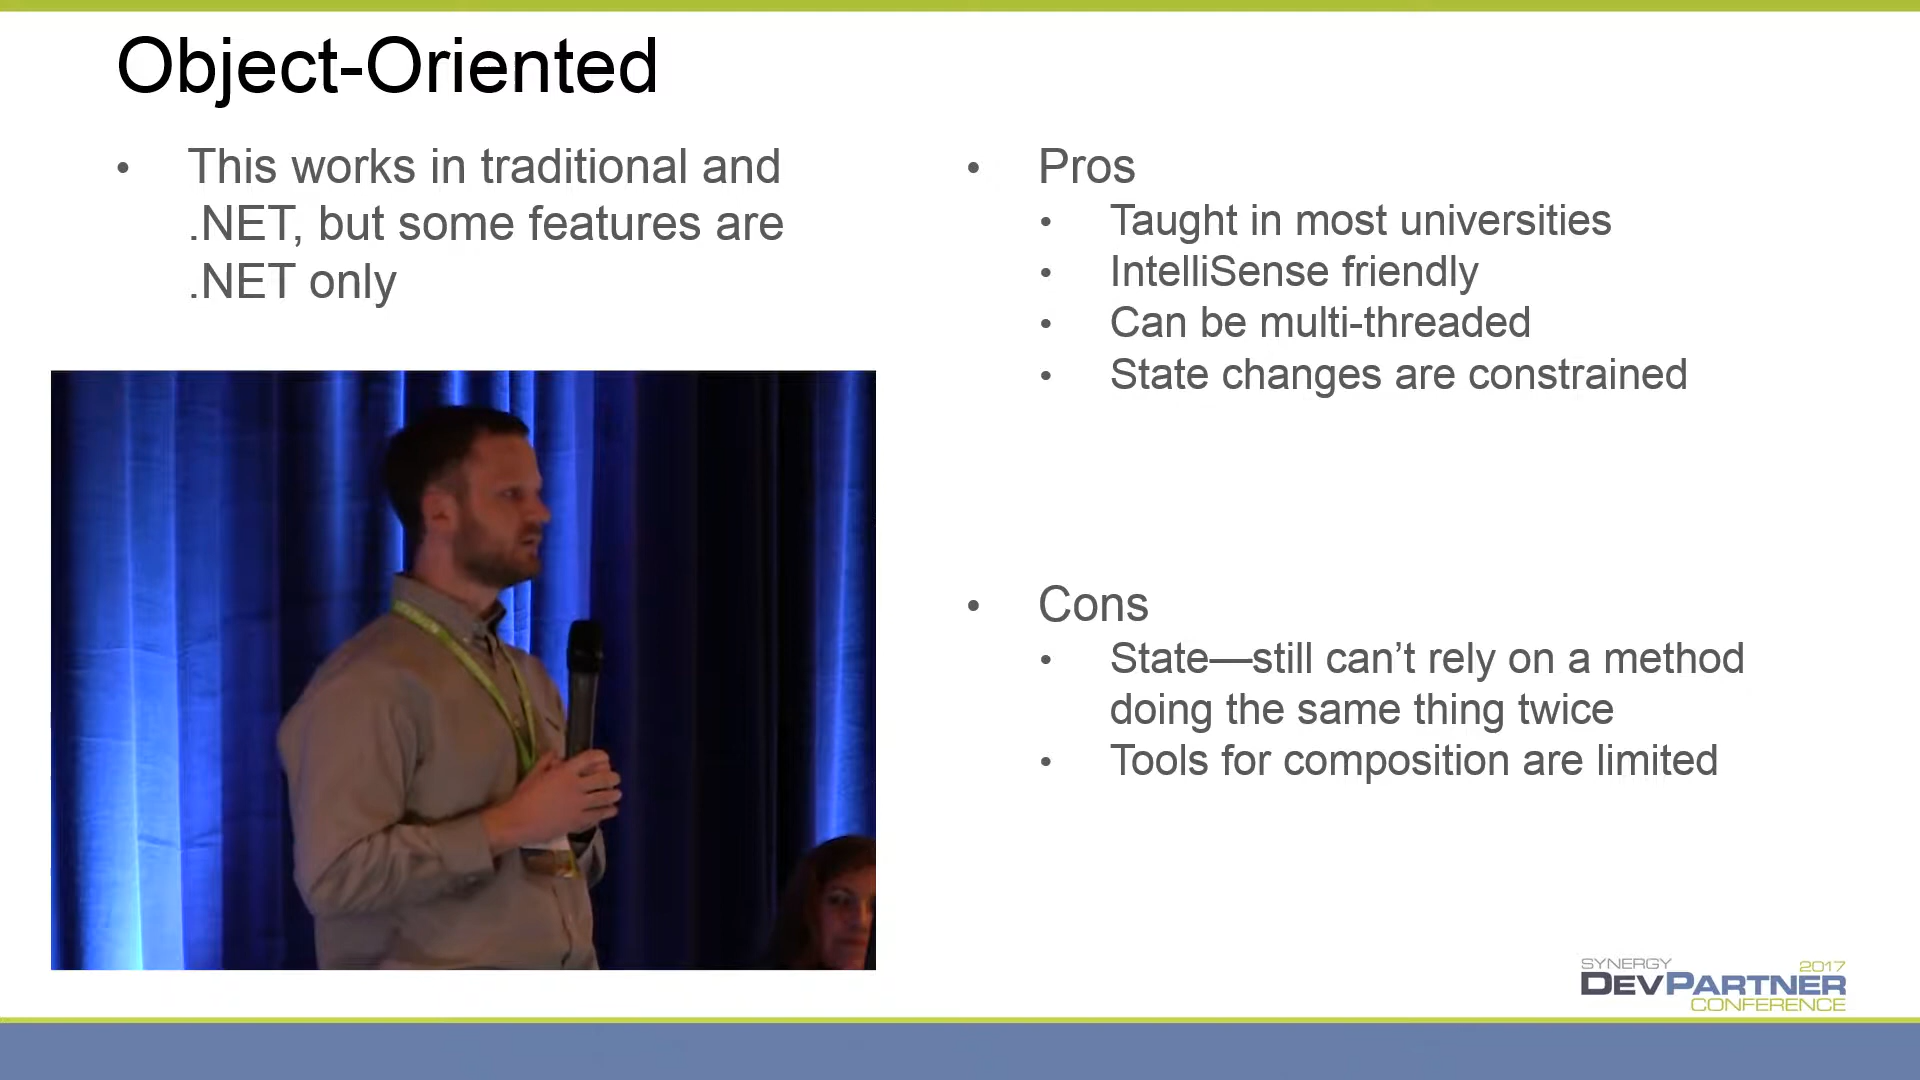 Object-Oriented
• This works in traditional and
.NET, but some features are
.NET only
• Pros
• Taught in most universities
• IntelliSense friendly
• Can be multi-threaded
• State changes are constrained
• Cons
• State—still can’t rely on a method
doing the same thing twice
• Tools for composition are limited
SYNERGY 2017
DEVPARTNER
CONFERENCE